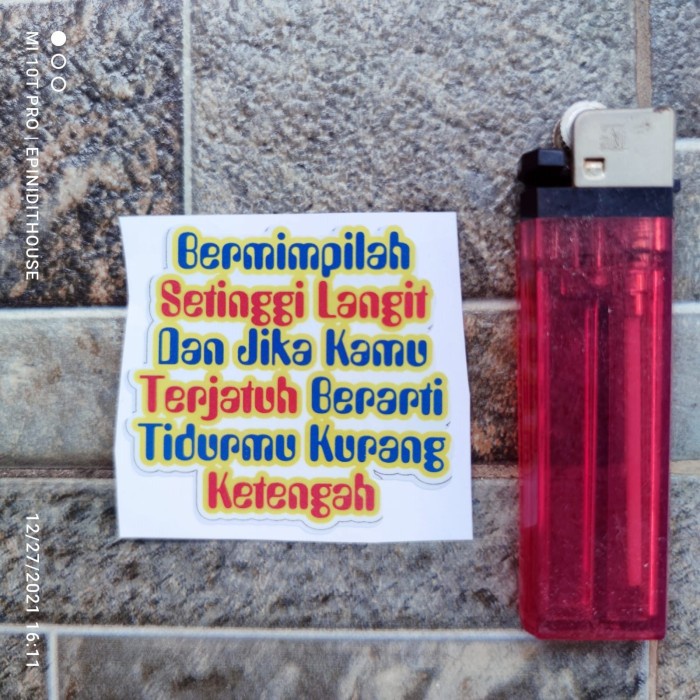 Bermimpilah
Setinggi Langit
Dan Jika Kamu
Terjatuh Berarti
Tidurmu Kurang
Ketengah
MI 10T PRO | EPINIDITHOUSE
12/27/2021 16:11